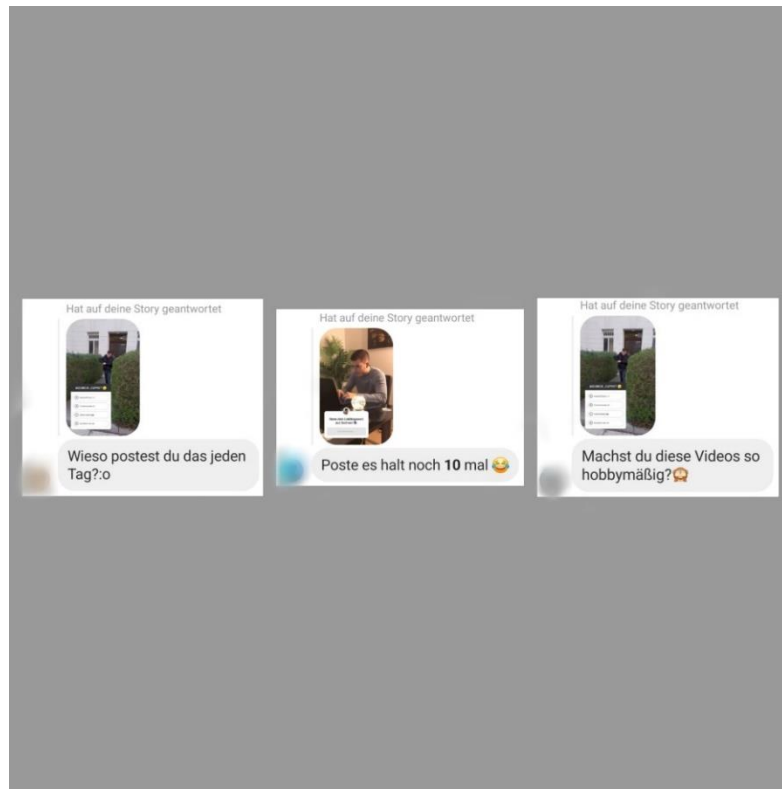 Hat auf deine Story geantwortet
Wieso postest du das jeden
Tag?:o
Hat auf deine Story geantwortet
Poste es halt noch 10 mal 😂
Hat auf deine Story geantwortet
Machst du diese Videos so
hobbymäßig?🙊